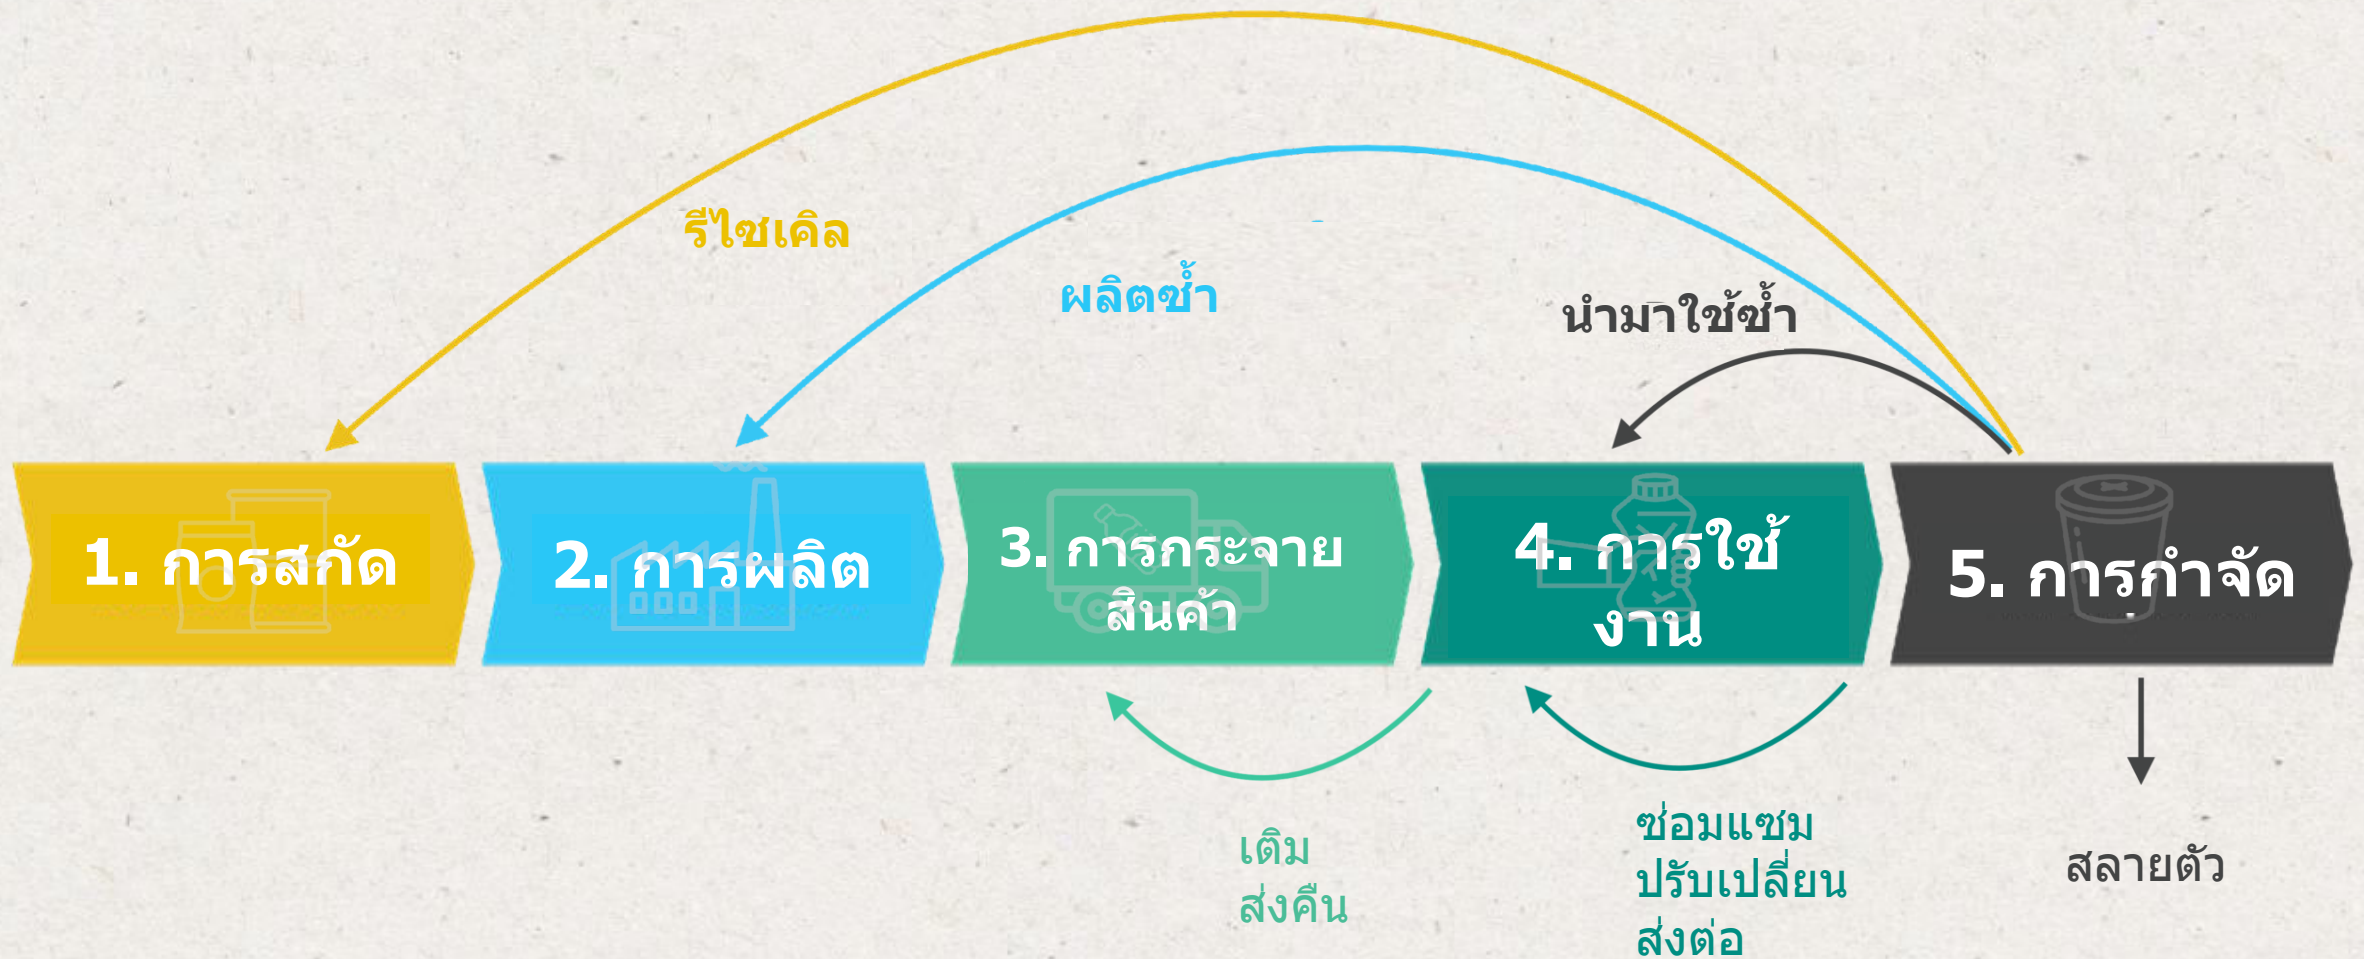 รีไซเคิล
ผลิตซ้ำ
นำมาใช้ซ้ำ
1. การสกัด
2. การผลิต
3. การกระจาย
สินค้า
4. การใช้
งาน
5. การกำจัด
เติม
ส่งคืน
ซ่อมแซม
ปรับเปลี่ยน
ส่งต่อ
สลายตัว